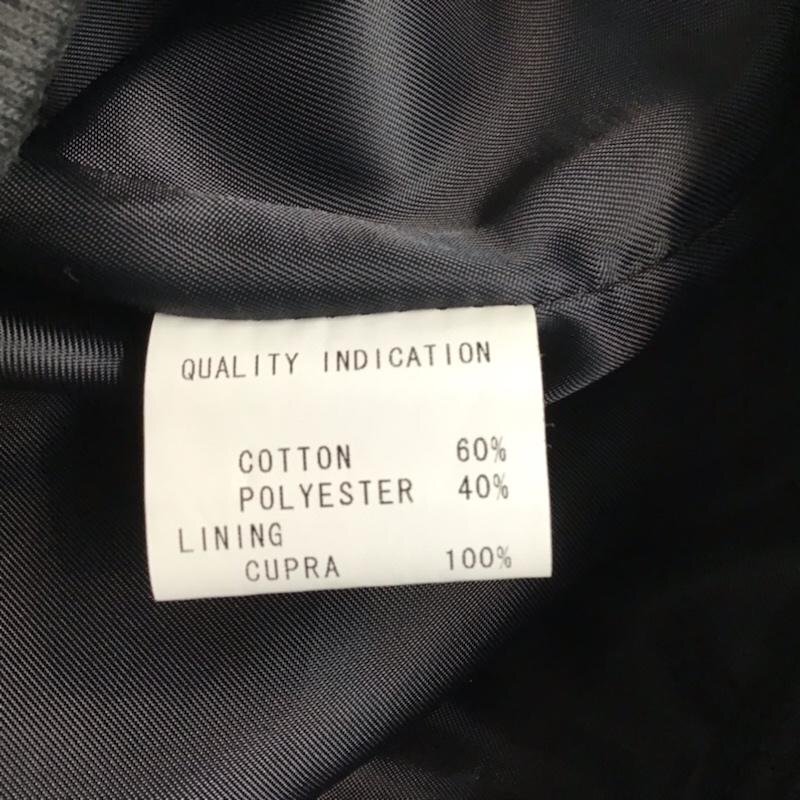 QUALITY INDICATION
COTTON 60%
POLYESTER 40%
LINING
CUPRA 100%